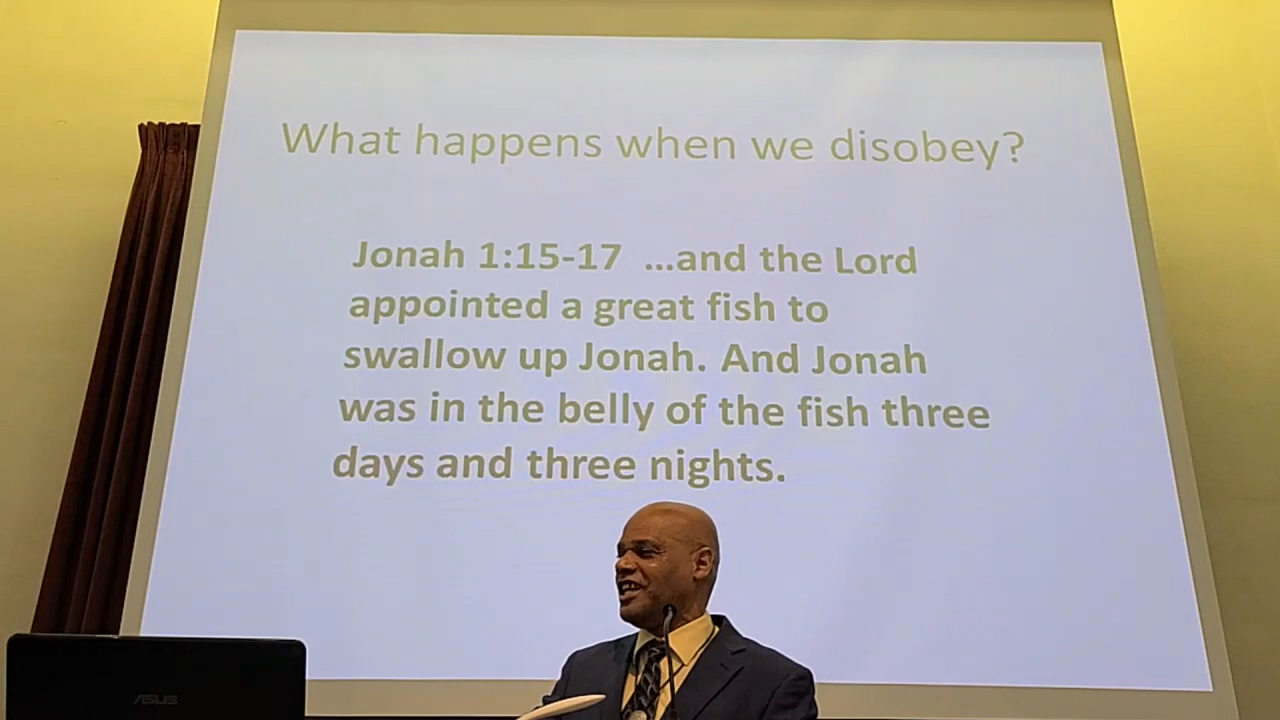 What happens when we disobey?
Jonah 1:15-17 ...and the Lord
appointed a great fish to
swallow up Jonah. And Jonah
was in the belly of the fish three
days and three nights.
ASUS